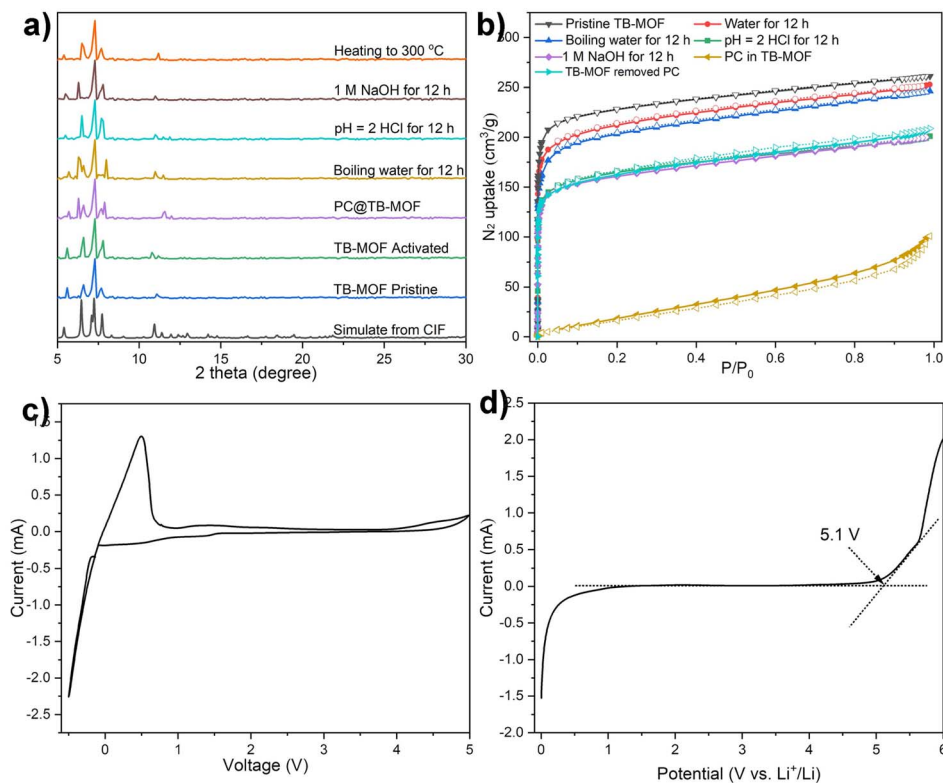 a)
Heating to 300 °C
1 M NaOH for 12 h
pH = 2 HCl for 12 h
Boiling water for 12 h
PC@TB-MOF
TB-MOF Activated
TB-MOF Pristine
Simulate from CIF
5 10 15 20 25 30
2 theta (degree)
b)
Pristine TB-MOF Water for 12 h
Boiling water for 12 h pH = 2 HCl for 12 h
1 M NaOH for 12 h PC in TB-MOF
TB-MOF removed PC
N₂ uptake (cm³/g)
300
250
200
150
100
50
0
0.0 0.2 0.4 0.6 0.8 1.0
P/P₀
c)
Current (mA)
1.5
1.0
0.5
0.0
-0.5
-1.0
-1.5
-2.0
-2.5
0 1 2 3 4 5
Voltage (V)
d)
Current (mA)
2.5
2.0
1.5
1.0
0.5
0.0
-0.5
-1.0
-1.5
-2.0
5.1 V
0 1 2 3 4 5 6
Potential (V vs. Li⁺/Li)